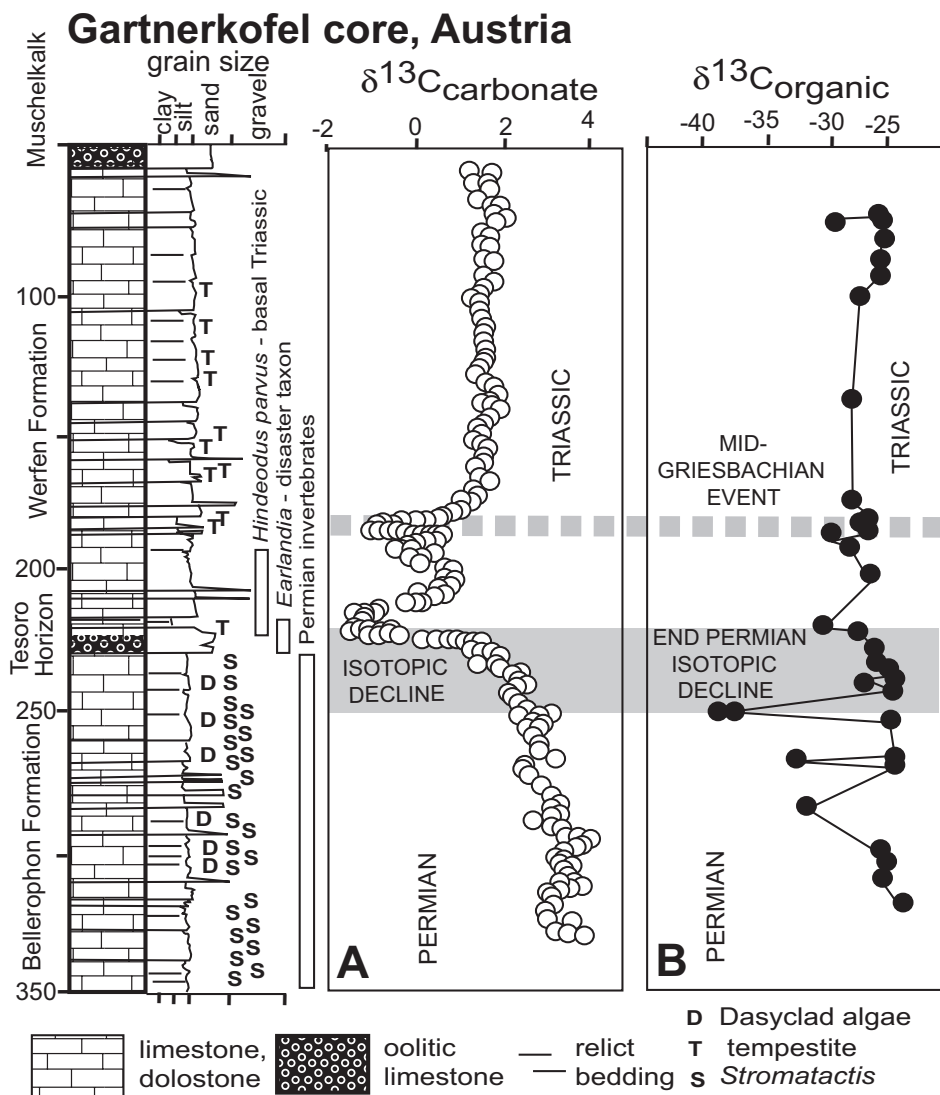 Gartnerkofel core, Austria
grain size
clay
silt
sand
gravele
Muschelkalk
100
Werfen Formation
200
Tesoro
Horizon
250
Bellerophon Formation
350
T
T
T
T
T
T
T
T
T
T
T
S
D
S
S
S
D
S
S
S
S
D
S
S
S
S
D
S
S
D
S
S
D
S
S
S
S
S
S
S
S
S
Hindeodus parvus - basal Triassic
Earlandia - disaster taxon
Permian invertebrates
δ13Ccarbonate
-2 0 2 4
TRIASSIC
ISOTOPIC
DECLINE
PERMIAN
A
δ13Corganic
-40 -35 -30 -25
TRIASSIC
MID-
GRIESBACHIAN
EVENT
END PERMIAN
ISOTOPIC
DECLINE
PERMIAN
B
limestone,
dolostone
oolitic
limestone
relict
bedding
D Dasyclad algae
T tempestite
S Stromatactis